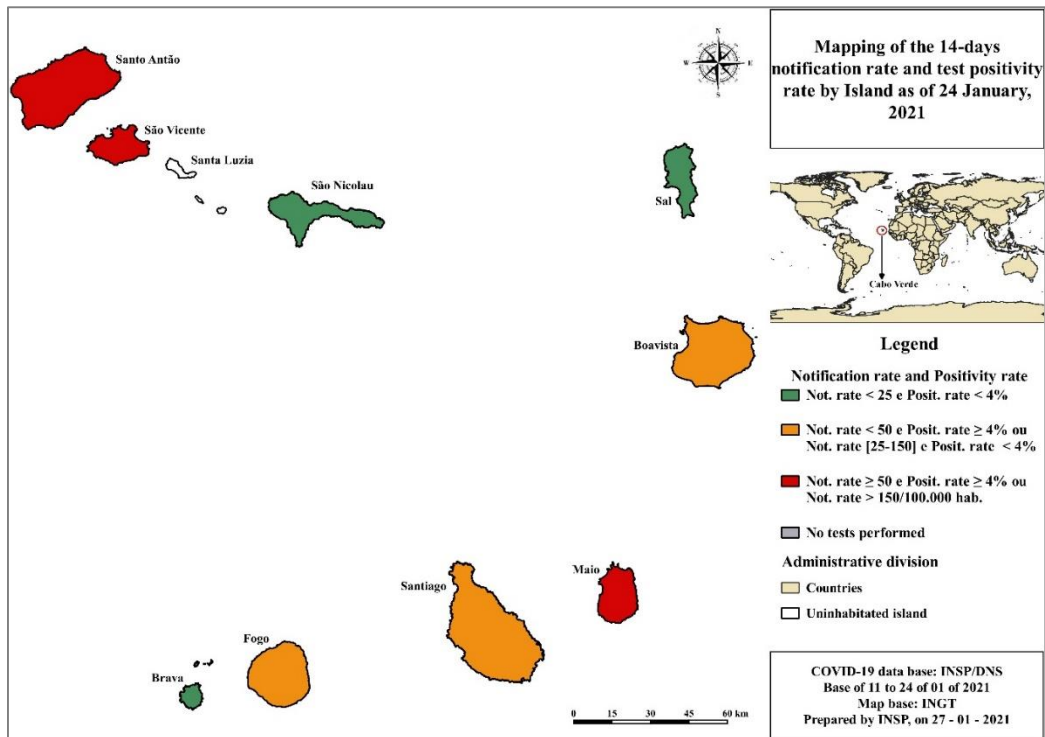 Mapping of the 14-days
notification rate and test positivity
rate by Island as of 24 January,
2021
N
W
E
S
Santo Antão
São Vicente
Santa Luzia
São Nicolau
Sal
Boavista
Maio
Santiago
Fogo
Brava
Cabo Verde
Legend
Notification rate and Positivity rate
Not. rate < 25 e Posit. rate < 4%
Not. rate < 50 e Posit. rate ≥ 4% ou
Not. rate [25-150] e Posit. rate < 4%
Not. rate ≥ 50 e Posit. rate ≥ 4% ou
Not. rate > 150/100.000 hab.
No tests performed
Administrative division
Countries
Uninhabitated island
0 15 30 45 60 km
COVID-19 data base: INSP/DNS
Base of 11 to 24 of 01 of 2021
Map base: INGT
Prepared by INSP, on 27 - 01 - 2021